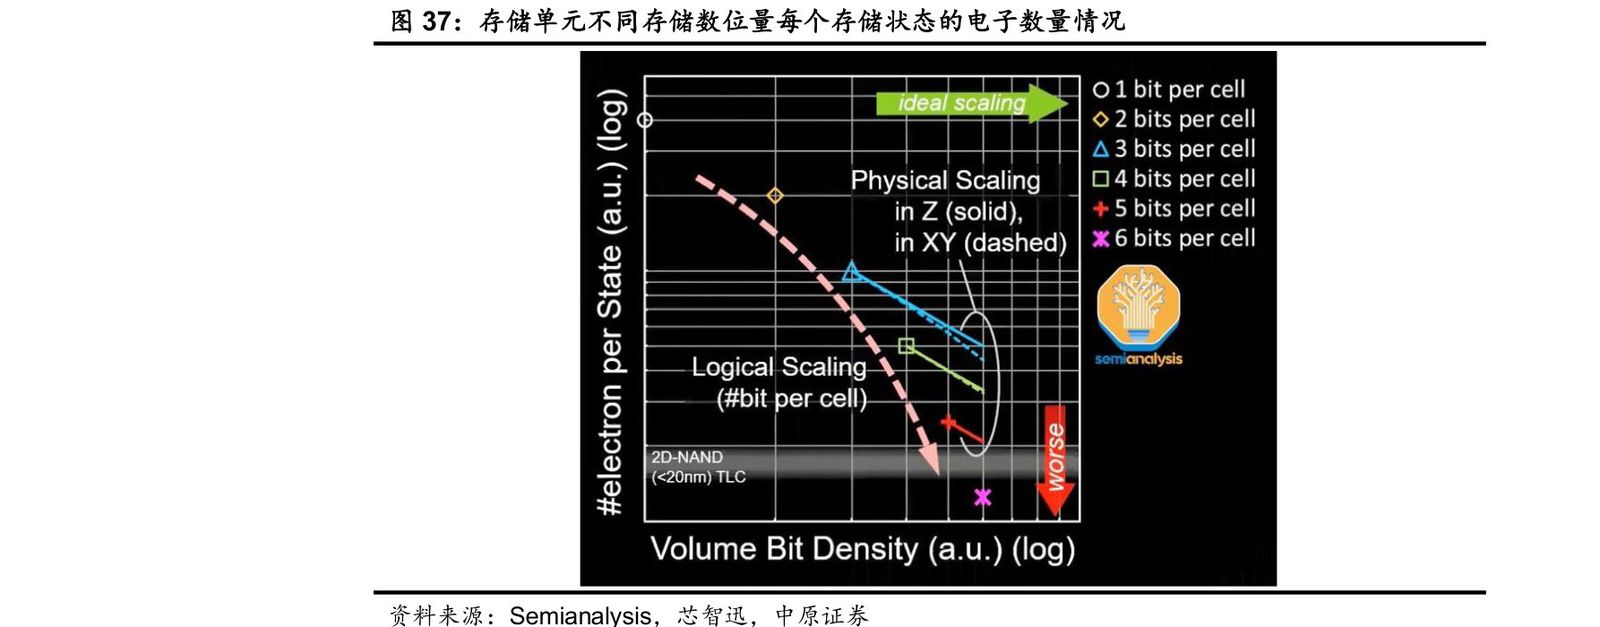 图 37：存储单元不同存储数位量每个存储状态的电子数量情况
#electron per State (a.u.) (log)
ideal scaling
Physical Scaling
in Z (solid),
in XY (dashed)
Logical Scaling
(#bit per cell)
2D-NAND
(<20nm) TLC
worse
Volume Bit Density (a.u.) (log)
1 bit per cell
2 bits per cell
3 bits per cell
4 bits per cell
5 bits per cell
6 bits per cell
semianalysis
资料来源：Semianalysis，芯智迅，中原证券